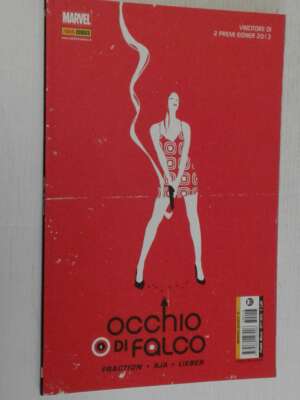 MARVEL
PANINI COMICS
VINCITORE DI
2 PREMI EISNER 2013
OCCHIO
DI FALCO
FRACTION • AJA • LIEBER